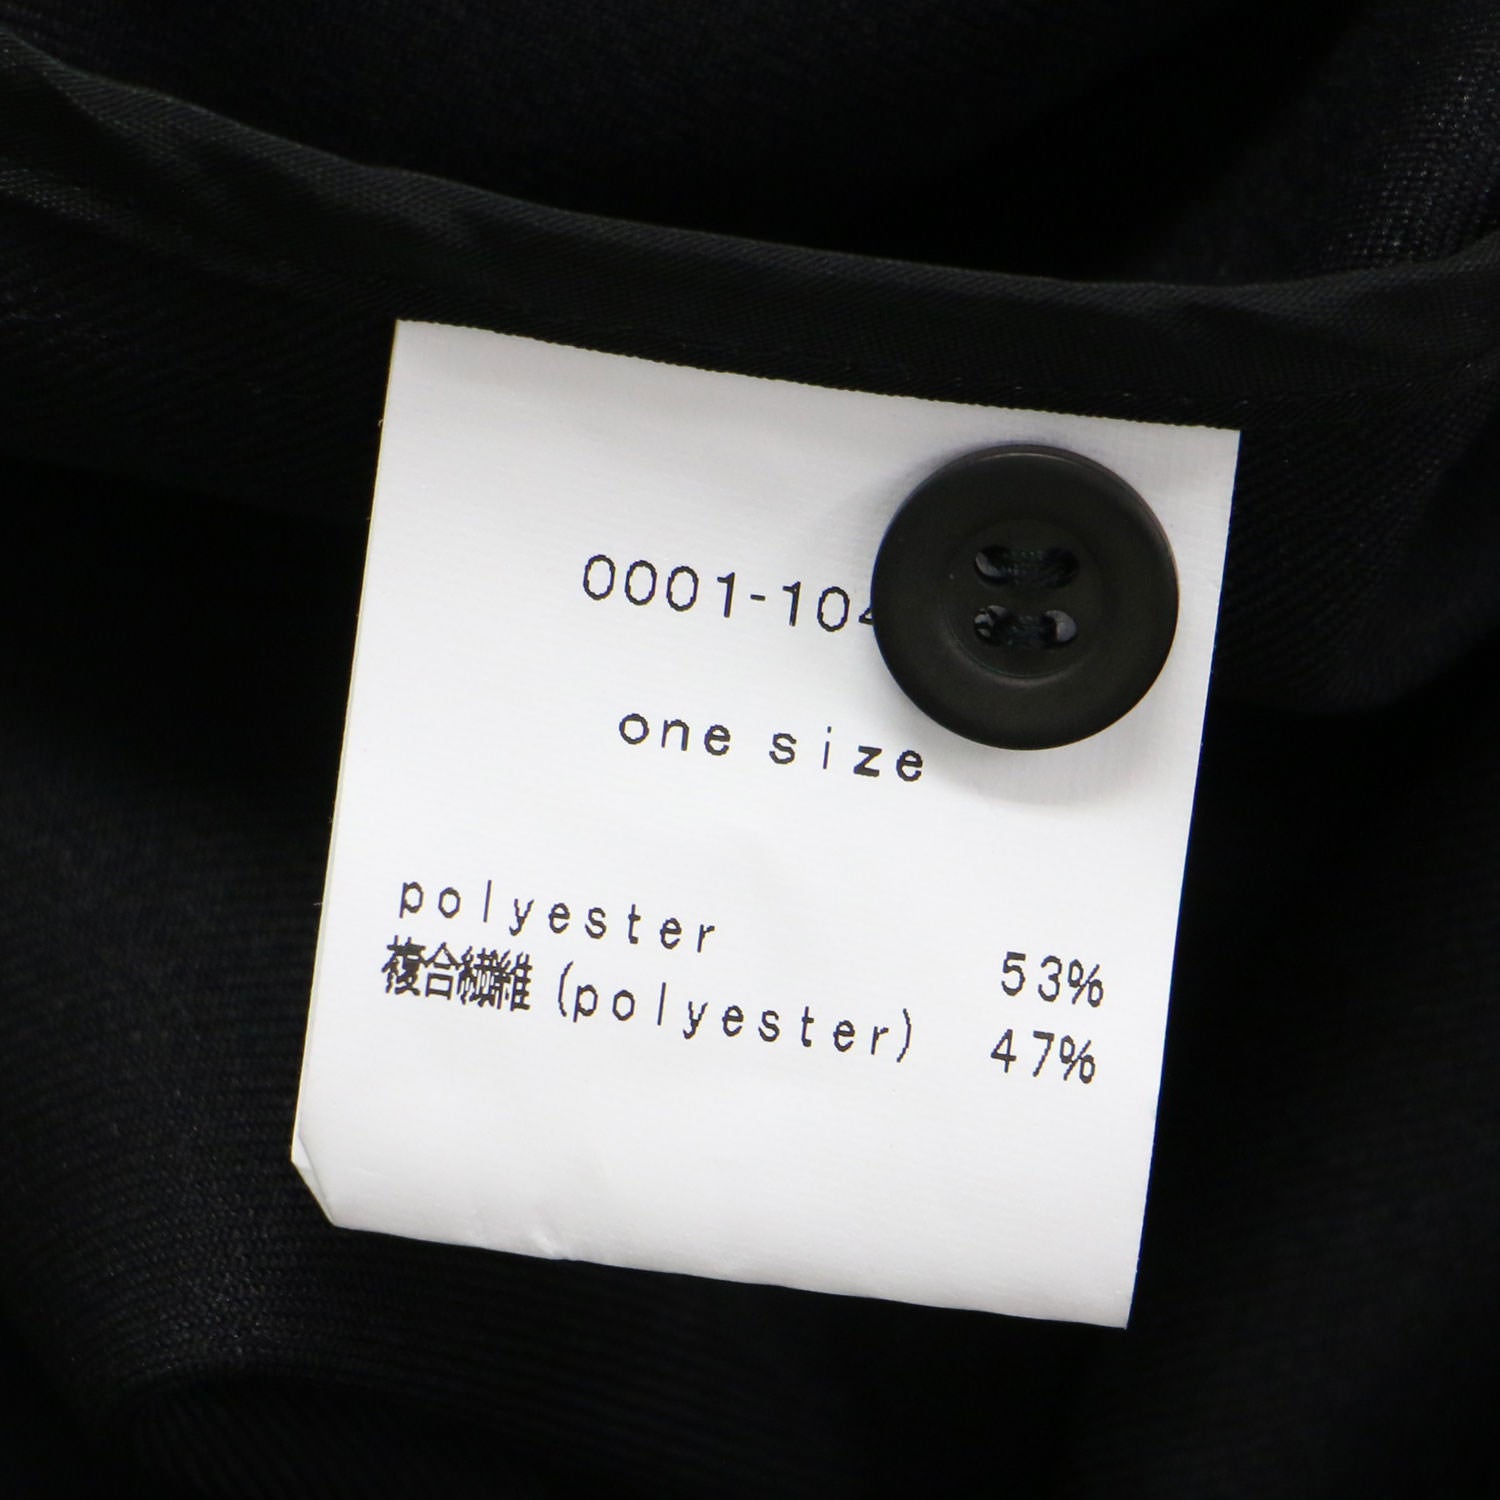 0001-104
one size
polyester 53%
複合繊維(polyester) 47%